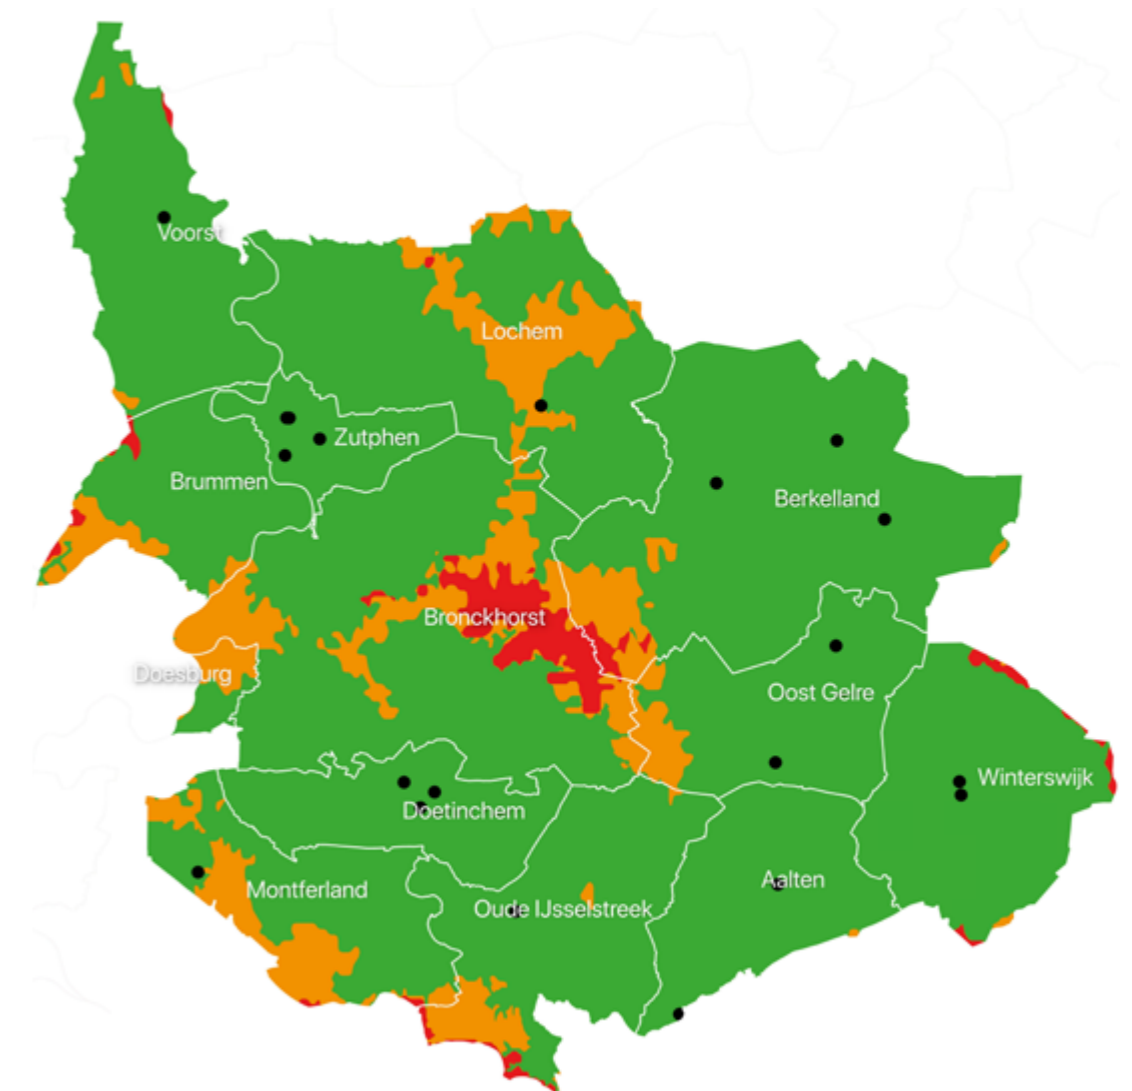 Voorst
Lochem
Zutphen
Brummen
Berkelland
Bronckhorst
Doesburg
Oost Gelre
Winterswijk
Doetinchem
Aalten
Montferland
Oude IJsselstreek